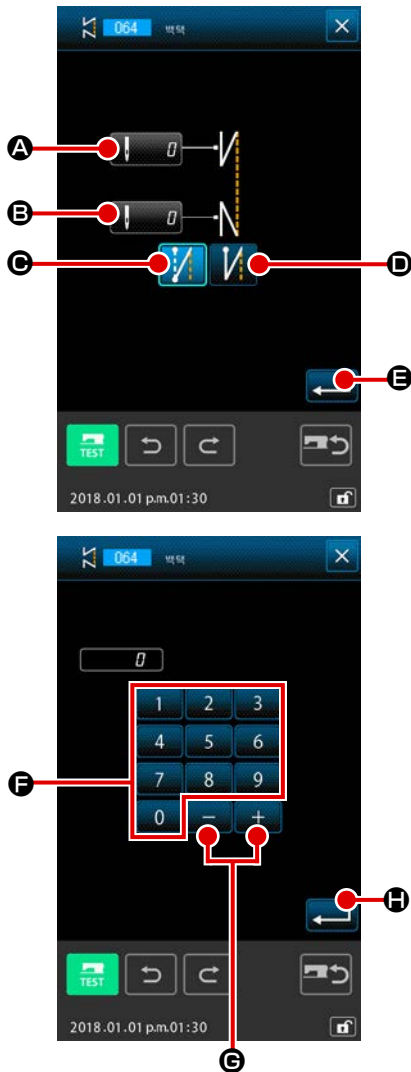 064 백택
A 0
B 0
C D
E
TEST
2018.01.01 p.m.01:30
064 백택
0
1 2 3
4 5 6
F 7 8 9
0 − +
H
TEST
2018.01.01 p.m.01:30
G